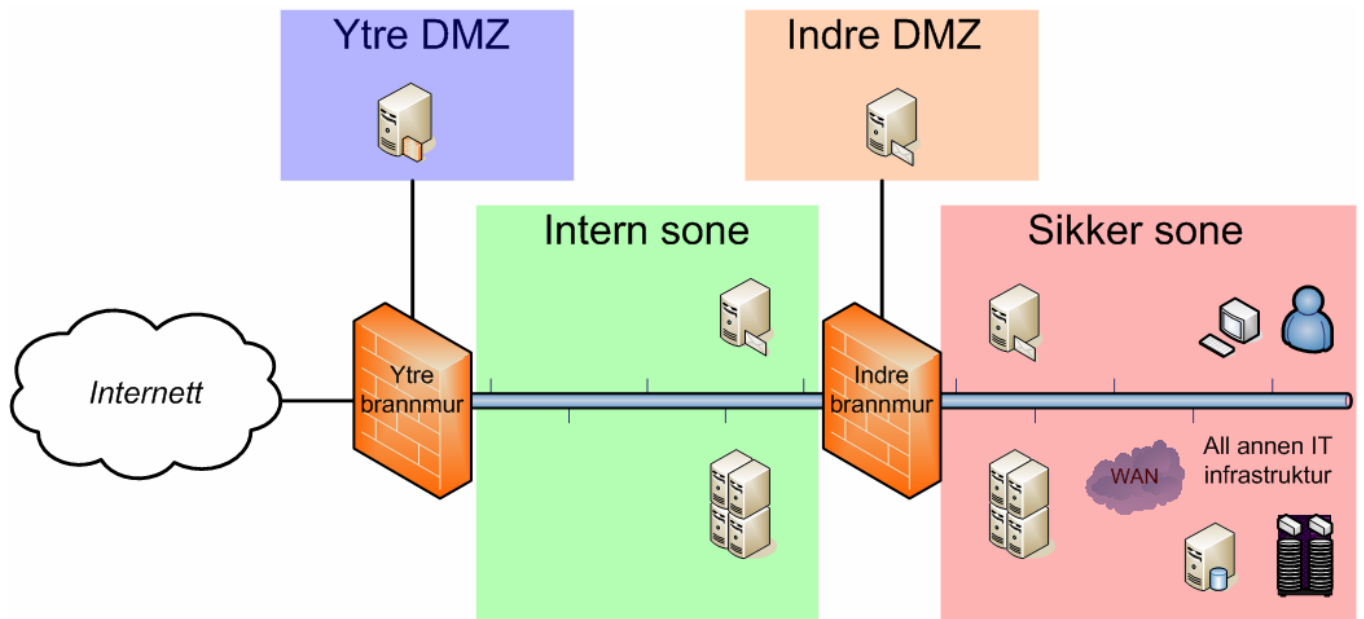 Ytre DMZ
Indre DMZ
Intern sone
Sikker sone
Internett
Ytre
brannmur
Indre
brannmur
WAN
All annen IT
infrastruktur